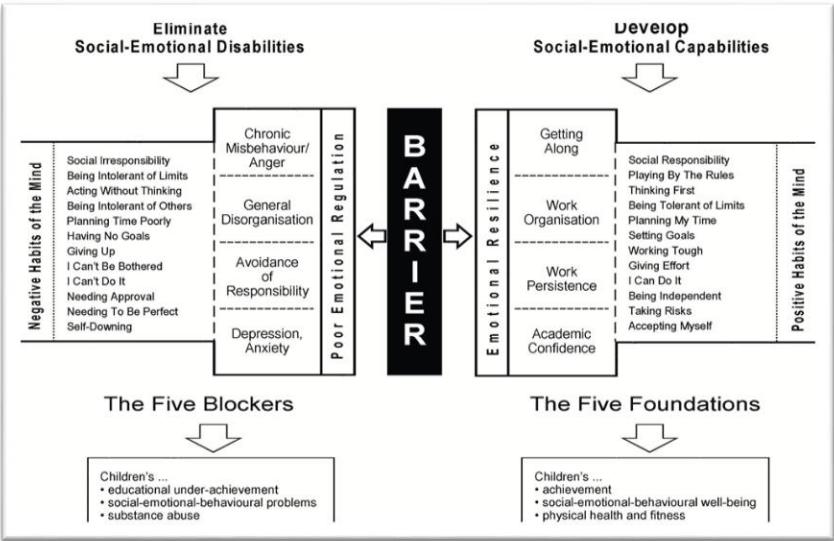 Eliminate
Social-Emotional Disabilities
Negative Habits of the Mind
Social Irresponsibility
Being Intolerant of Limits
Acting Without Thinking
Being Intolerant of Others
Planning Time Poorly
Having No Goals
Giving Up
I Can't Be Bothered
I Can't Do It
Needing Approval
Needing To Be Perfect
Self-Downing
Chronic
Misbehaviour/
Anger
General
Disorganisation
Avoidance
of
Responsibility
Depression,
Anxiety
Poor Emotional Regulation
The Five Blockers
Children's ...
• educational under-achievement
• social-emotional-behavioural problems
• substance abuse
BARRIER
Develop
Social-Emotional Capabilities
Emotional Resilience
Getting
Along
Work
Organisation
Work
Persistence
Academic
Confidence
Social Responsibility
Playing By The Rules
Thinking First
Being Tolerant of Limits
Planning My Time
Setting Goals
Working Tough
Giving Effort
I Can Do It
Being Independent
Taking Risks
Accepting Myself
Positive Habits of the Mind
The Five Foundations
Children's ...
• achievement
• social-emotional-behavioural well-being
• physical health and fitness